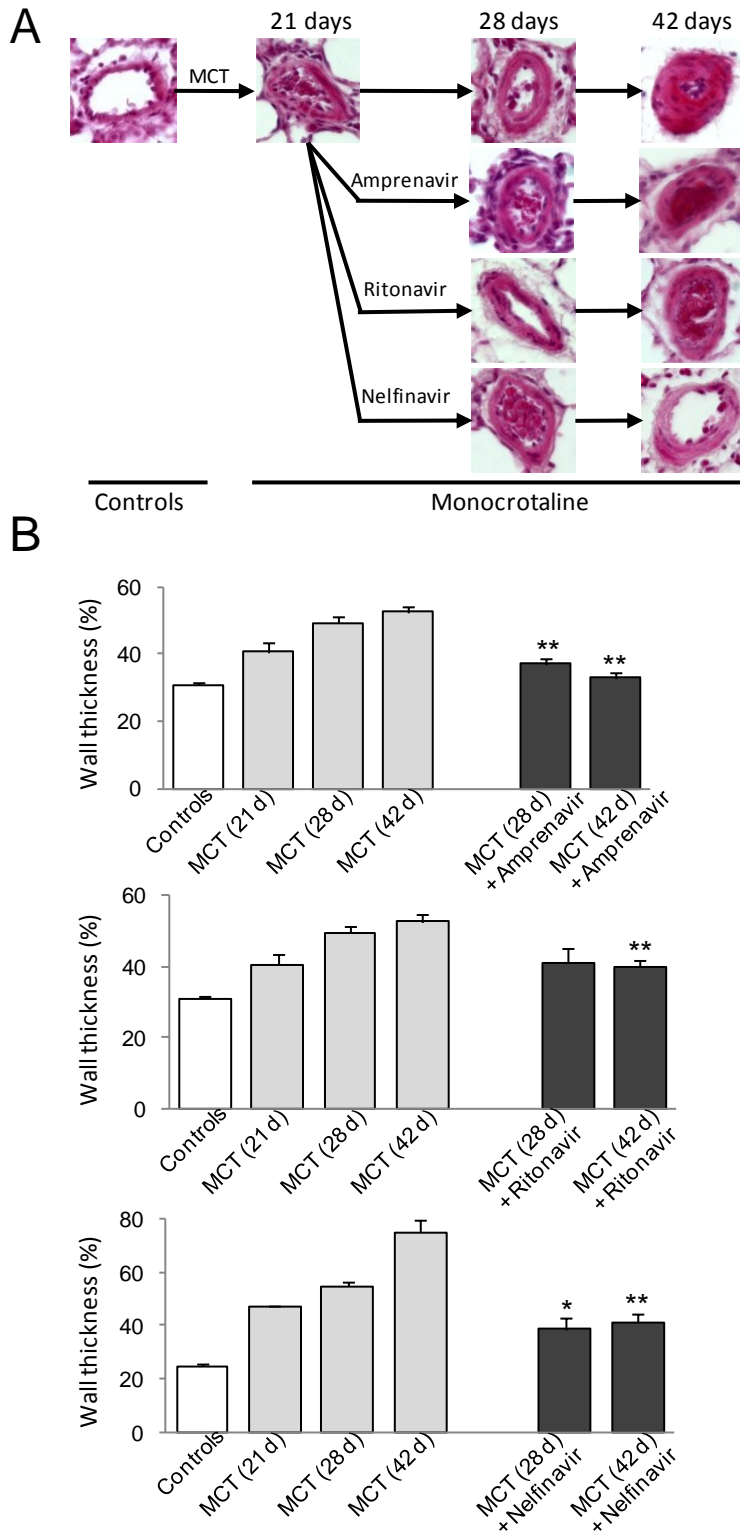 A
21 days
28 days
42 days
MCT
Amprenavir
Ritonavir
Nelfinavir
Controls
Monocrotaline
B
Wall thickness (%)
60
40
20
0
**
**
Controls
MCT (21 d)
MCT (28 d)
MCT (42 d)
MCT (28 d)
+ Amprenavir
MCT (42 d)
+ Amprenavir
Wall thickness (%)
60
40
20
0
**
Controls
MCT (21 d)
MCT (28 d)
MCT (42 d)
MCT (28 d)
+ Ritonavir
MCT (42 d)
+ Ritonavir
Wall thickness (%)
80
60
40
20
0
*
**
Controls
MCT (21 d)
MCT (28 d)
MCT (42 d)
MCT (28 d)
+ Nelfinavir
MCT (42 d)
+ Nelfinavir